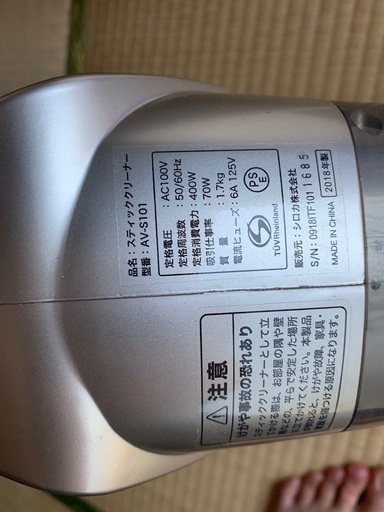 品名：スティッククリーナー
型番：AV-S101
定格電圧：AC100V
定格周波数：50/60Hz
定格消費電力：400W
吸引仕事率：70W
質量：1.7kg
電流ヒューズ：6A 125V
PS
E
TÜVRheinland
販売元：シロカ株式会社
S/N：0918ITF1011685
MADE IN CHINA 2018年製
注意
けがや事故の恐れあり
スティッククリーナーとして立
てかける際は、お部屋の隅や壁
際などの、平らで安定した場所
に立てかけてください。本製品
が倒れると、けがや故障、家具・
家屋を傷つける原因になります。